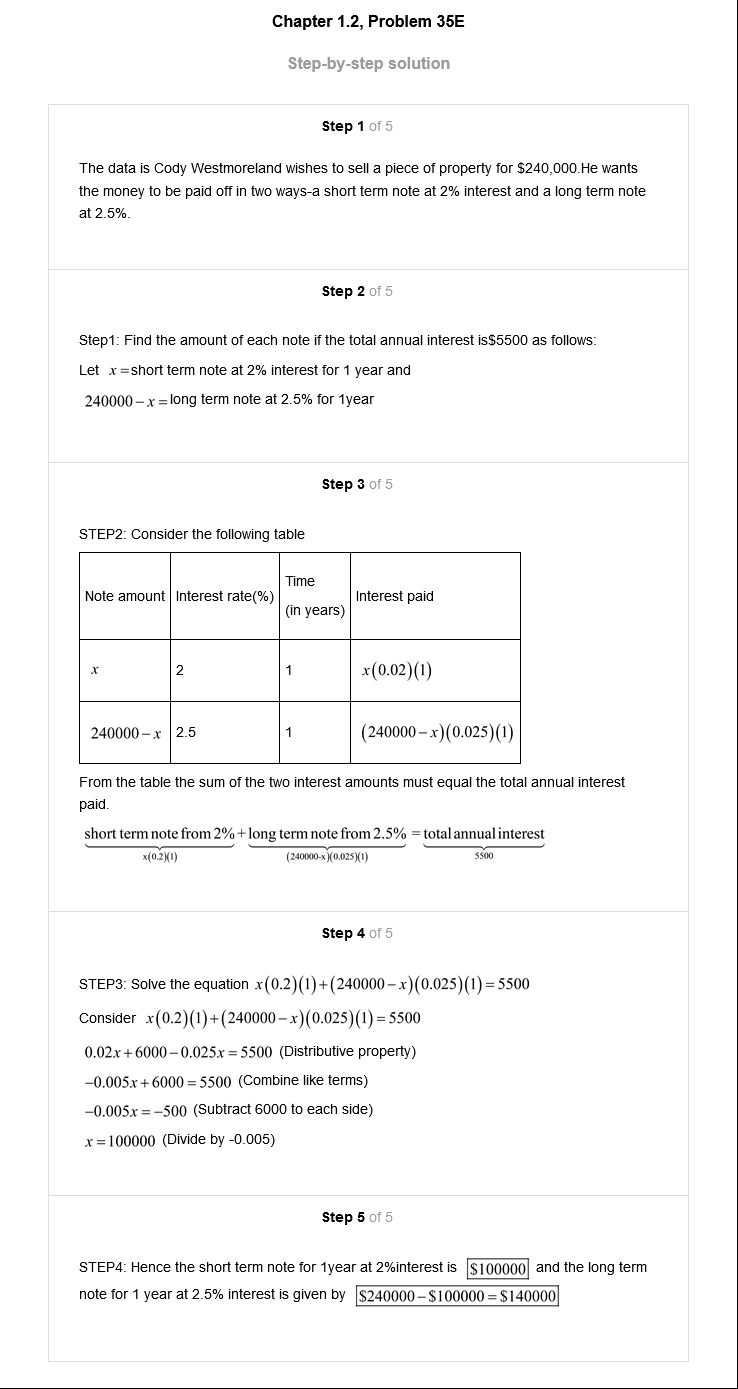 Chapter 1.2, Problem 35E
Step-by-step solution
Step 1 of 5
The data is Cody Westmoreland wishes to sell a piece of property for $240,000.He wants
the money to be paid off in two ways-a short term note at 2% interest and a long term note
at 2.5%.
Step 2 of 5
Step1: Find the amount of each note if the total annual interest is$5500 as follows:
Let x =short term note at 2% interest for 1 year and
240000 – x = long term note at 2.5% for 1year
Step 3 of 5
STEP2: Consider the following table
Note amount Interest rate(%) Time (in years) Interest paid
x 2 1 x(0.02)(1)
240000 – x 2.5 1 (240000 – x)(0.025)(1)
From the table the sum of the two interest amounts must equal the total annual interest
paid.
short term note from 2% + long term note from 2.5% = total annual interest
x(0.2)(1) (240000-x)(0.025)(1) 5500
Step 4 of 5
STEP3: Solve the equation x(0.2)(1)+(240000 – x)(0.025)(1) = 5500
Consider x(0.2)(1)+(240000 – x)(0.025)(1) = 5500
0.02x + 6000 – 0.025x = 5500 (Distributive property)
–0.005x + 6000 = 5500 (Combine like terms)
–0.005x = –500 (Subtract 6000 to each side)
x = 100000 (Divide by -0.005)
Step 5 of 5
STEP4: Hence the short term note for 1year at 2%interest is $100000 and the long term
note for 1 year at 2.5% interest is given by $240000 – $100000 = $140000